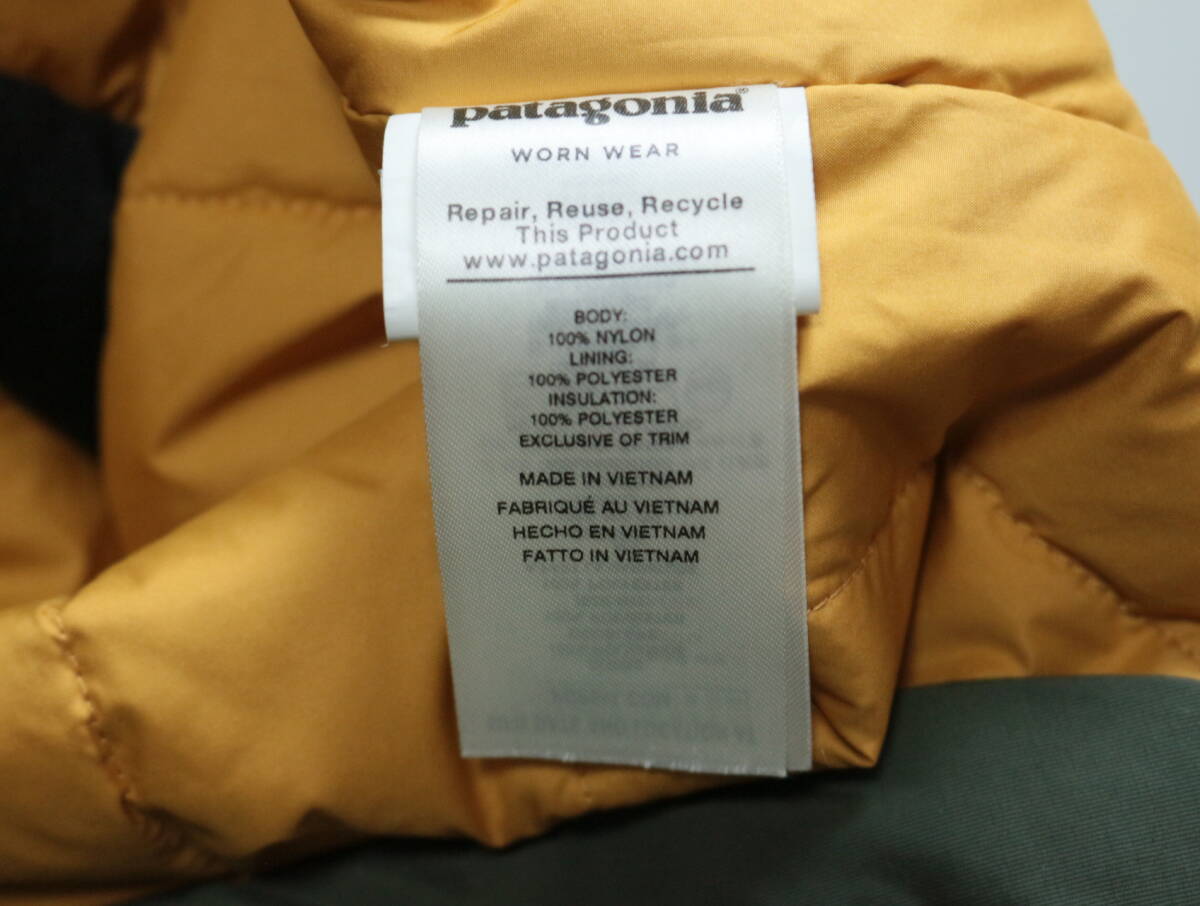 patagonia®
WORN WEAR
Repair, Reuse, Recycle
This Product
www.patagonia.com
BODY:
100% NYLON
LINING:
100% POLYESTER
INSULATION:
100% POLYESTER
EXCLUSIVE OF TRIM
MADE IN VIETNAM
FABRIQUÉ AU VIETNAM
HECHO EN VIETNAM
FATTO IN VIETNAM